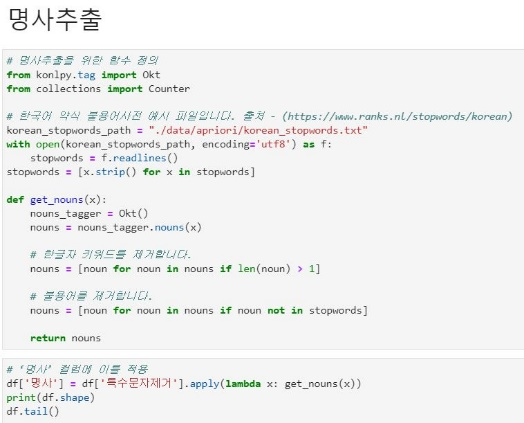 명사추출
# 명사추출을 위한 함수 정의
from konlpy.tag import Okt
from collections import Counter
# 한국어 약식 불용어사전 예시 파일입니다. 출처 - (https://www.ranks.nl/stopwords/korean)
korean_stopwords_path = "./data/apriori/korean_stopwords.txt"
with open(korean_stopwords_path, encoding='utf8') as f:
    stopwords = f.readlines()
stopwords = [x.strip() for x in stopwords]
def get_nouns(x):
    nouns_tagger = Okt()
    nouns = nouns_tagger.nouns(x)
    # 한글자 키워드를 제거합니다.
    nouns = [noun for noun in nouns if len(noun) > 1]
    # 불용어를 제거합니다.
    nouns = [noun for noun in nouns if noun not in stopwords]
    return nouns
# '명사' 컬럼에 이를 적용
df['명사'] = df['특수문자제거'].apply(lambda x: get_nouns(x))
print(df.shape)
df.tail()